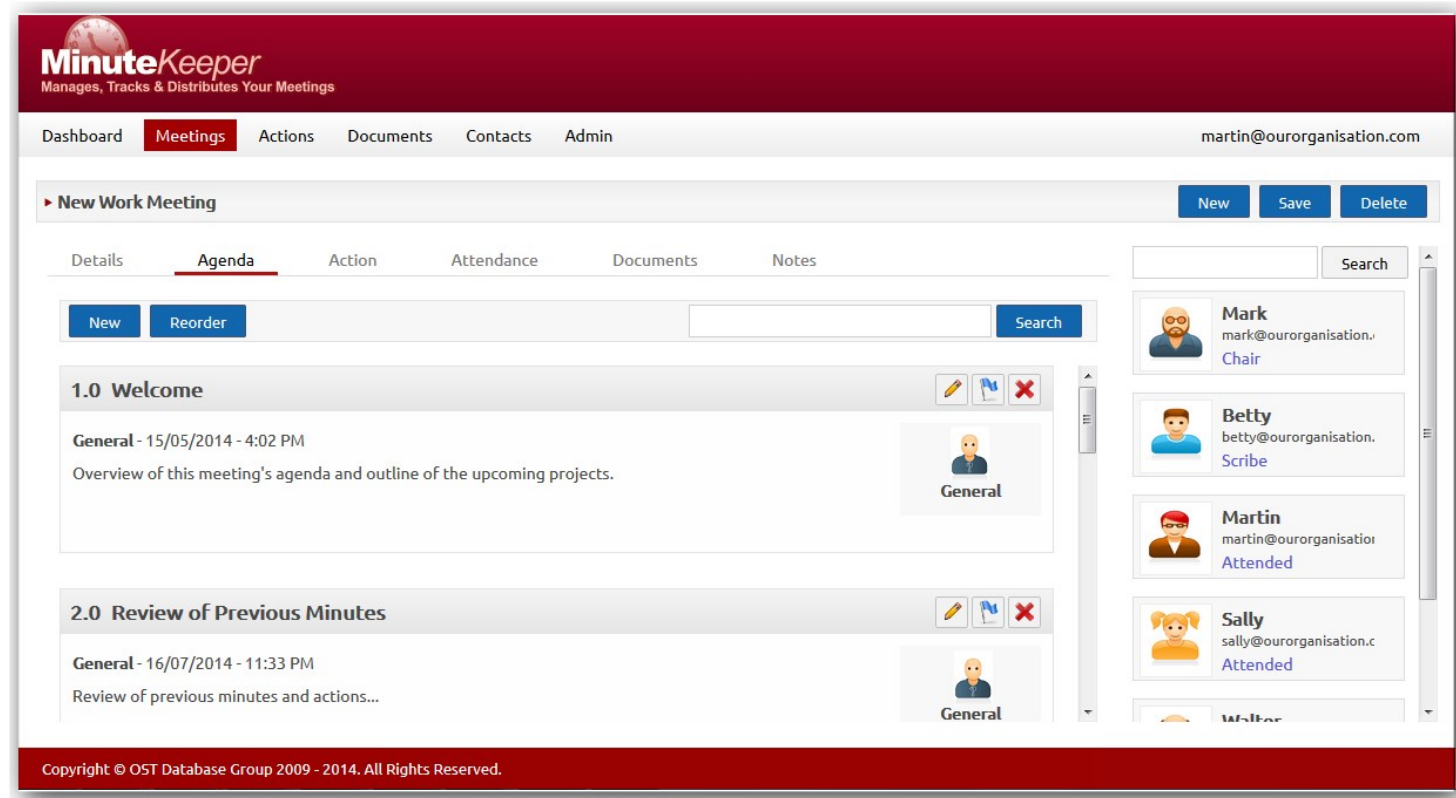 MinuteKeeper
Manages, Tracks & Distributes Your Meetings
Dashboard Meetings Actions Documents Contacts Admin martin@ourorganisation.com
New Work Meeting New Save Delete
Details Agenda Action Attendance Documents Notes
Search
New Reorder Search
1.0 Welcome
General - 15/05/2014 - 4:02 PM
Overview of this meeting's agenda and outline of the upcoming projects.
General
2.0 Review of Previous Minutes
General - 16/07/2014 - 11:33 PM
Review of previous minutes and actions...
General
Mark
mark@ourorganisation.
Chair
Betty
betty@ourorganisation.
Scribe
Martin
martin@ourorganisation
Attended
Sally
sally@ourorganisation.c
Attended
Walter
Copyright © OST Database Group 2009 - 2014. All Rights Reserved.